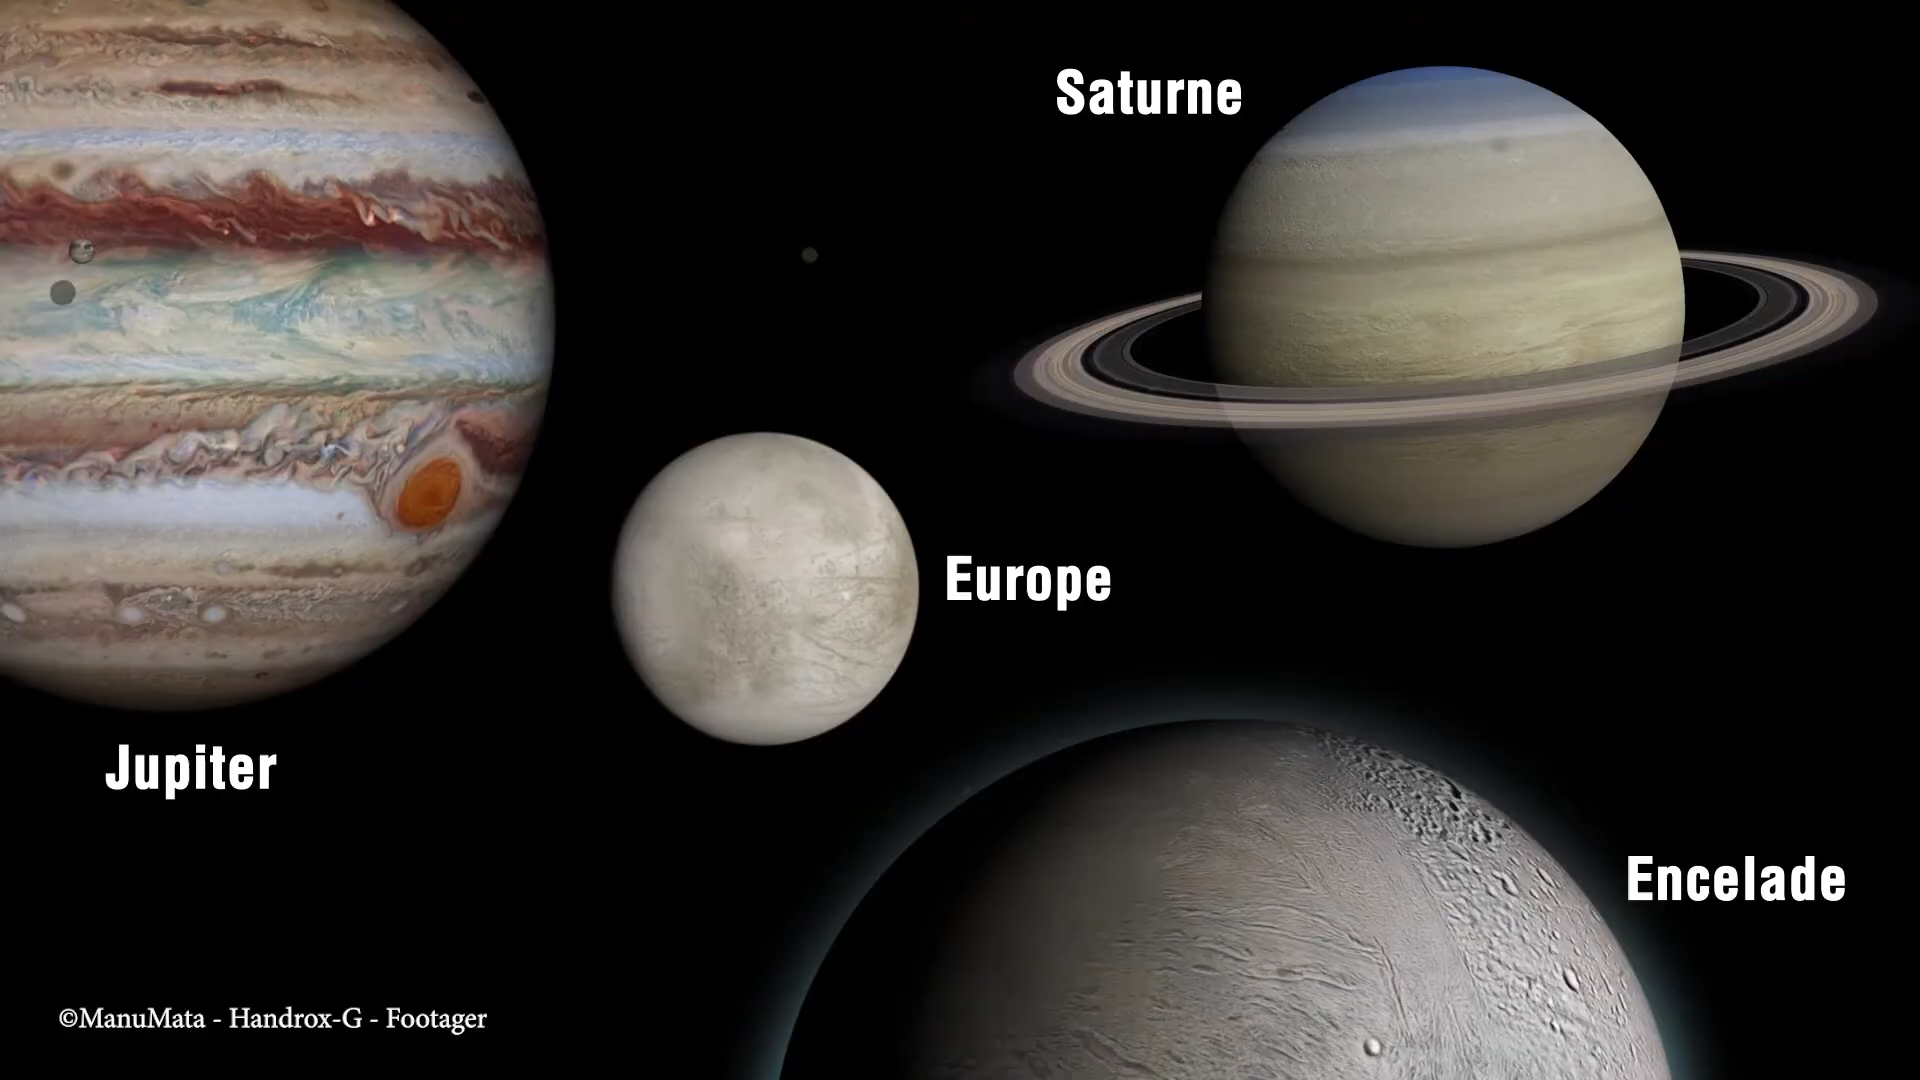 Saturne
Europe
Jupiter
Encelade
©ManuMata - Handrox-G - Footager